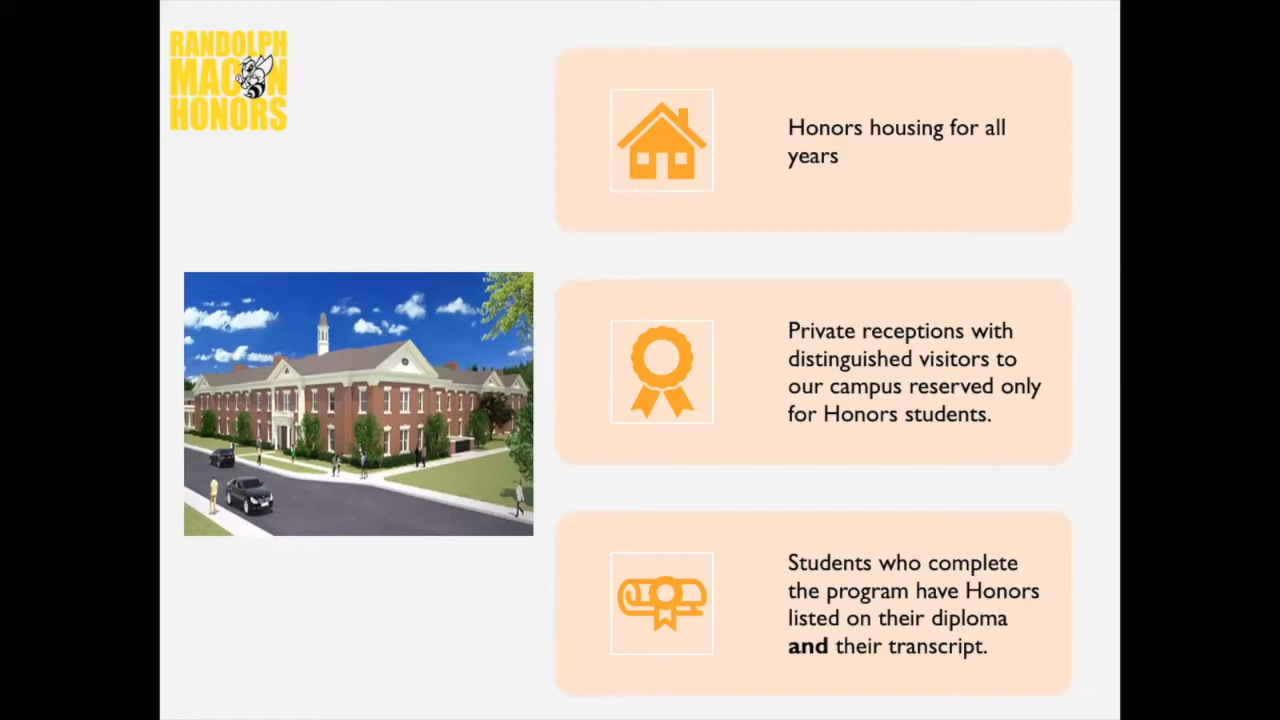 RANDOLPH
MACON
HONORS
Honors housing for all
years
Private receptions with
distinguished visitors to
our campus reserved only
for Honors students.
Students who complete
the program have Honors
listed on their diploma
and their transcript.